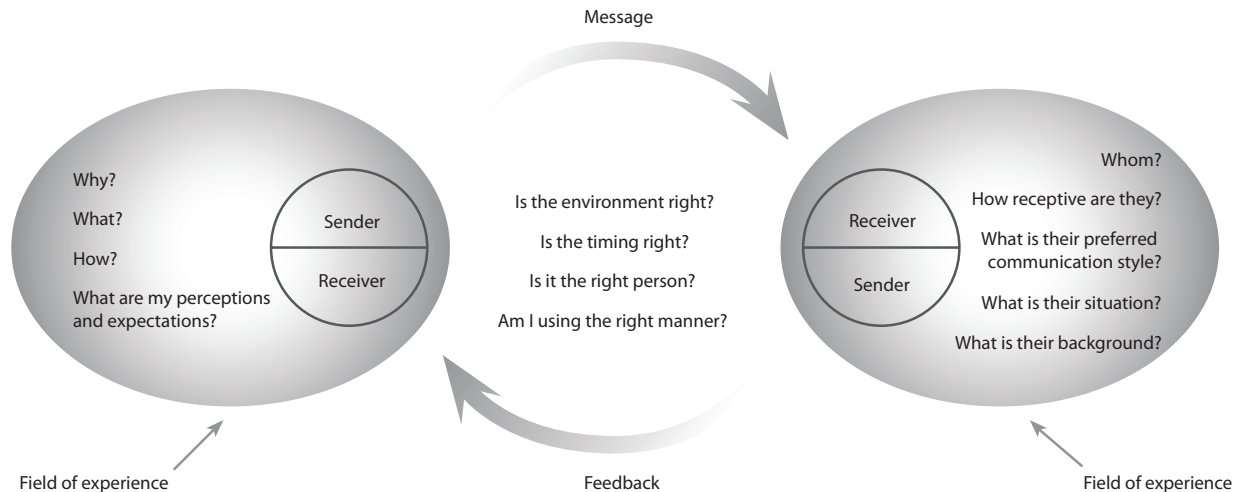 Message
Why?
What?
How?
What are my perceptions
and expectations?
Sender
Receiver
Is the environment right?
Is the timing right?
Is it the right person?
Am I using the right manner?
Receiver
Sender
Whom?
How receptive are they?
What is their preferred
communication style?
What is their situation?
What is their background?
Field of experience
Feedback
Field of experience